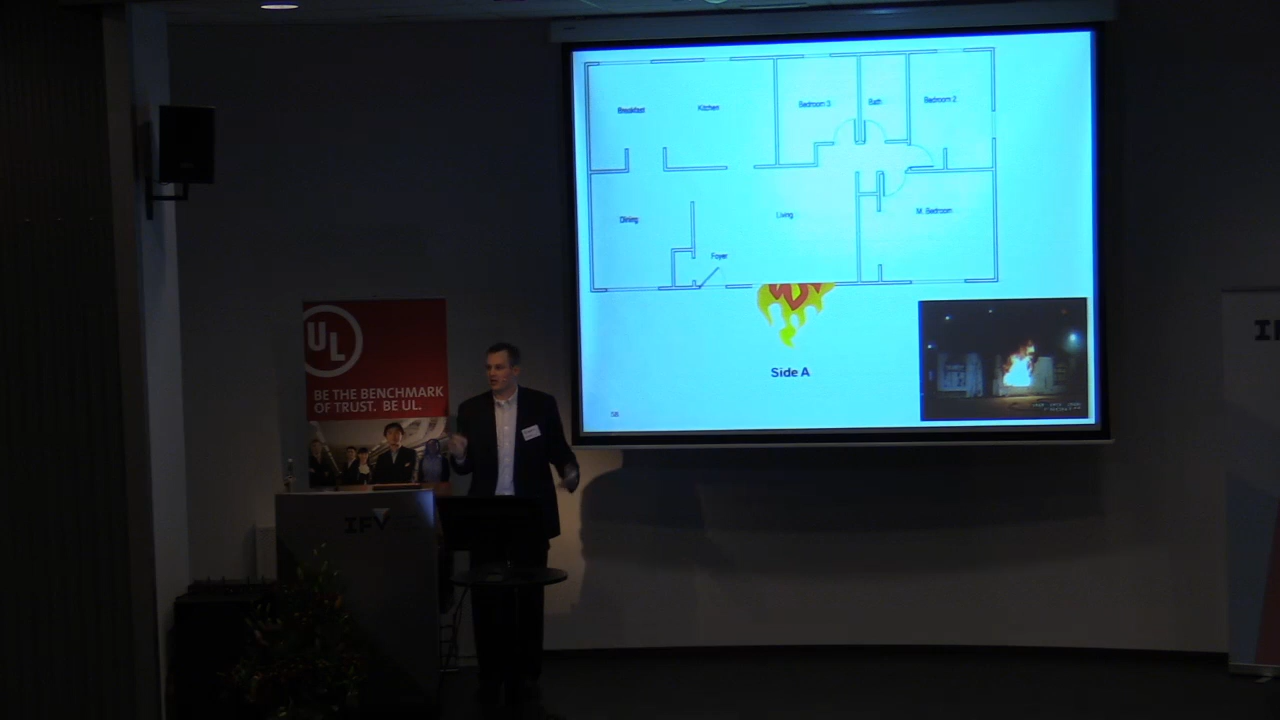 Breakfast
Kitchen
Bedroom 3
Bath
Bedroom 2
Dining
Living
M. Bedroom
Foyer
Side A
58
UL
BE THE BENCHMARK
OF TRUST. BE UL.
IFV